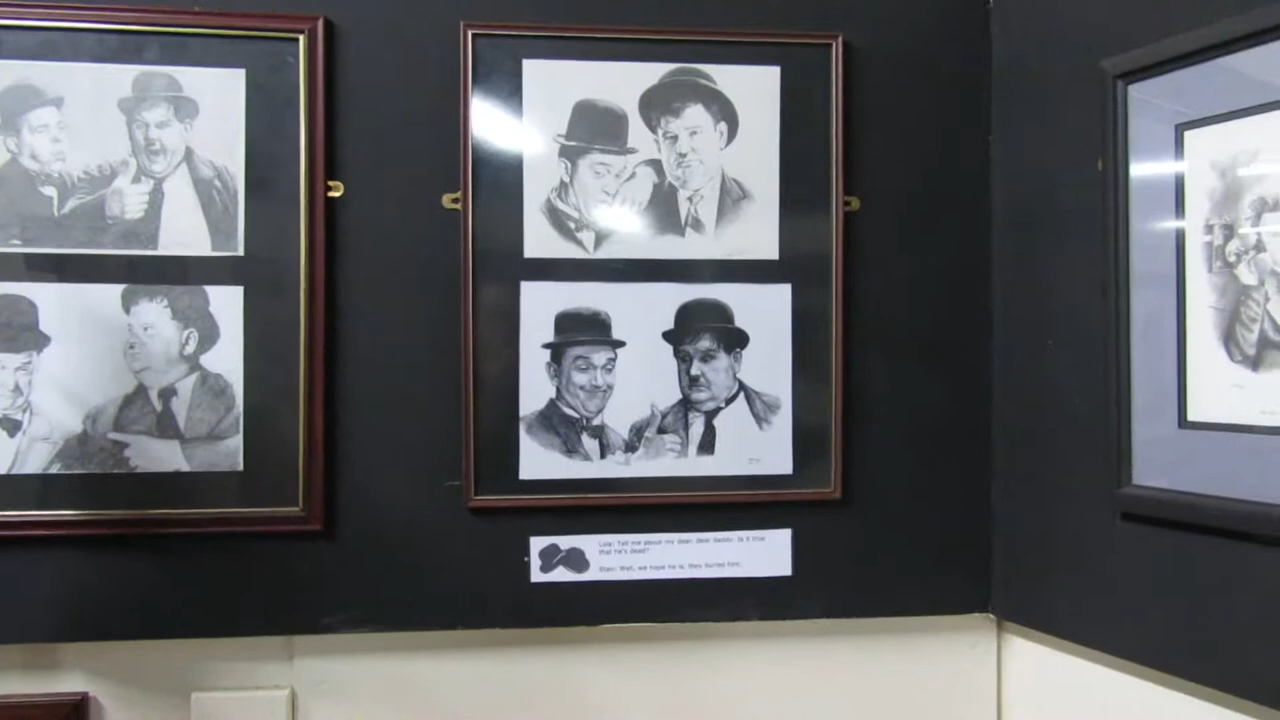 Lola: Tell me about my dear, dear daddy. Is it true
that he's dead?
Stan: Well, we hope he is, they buried him.